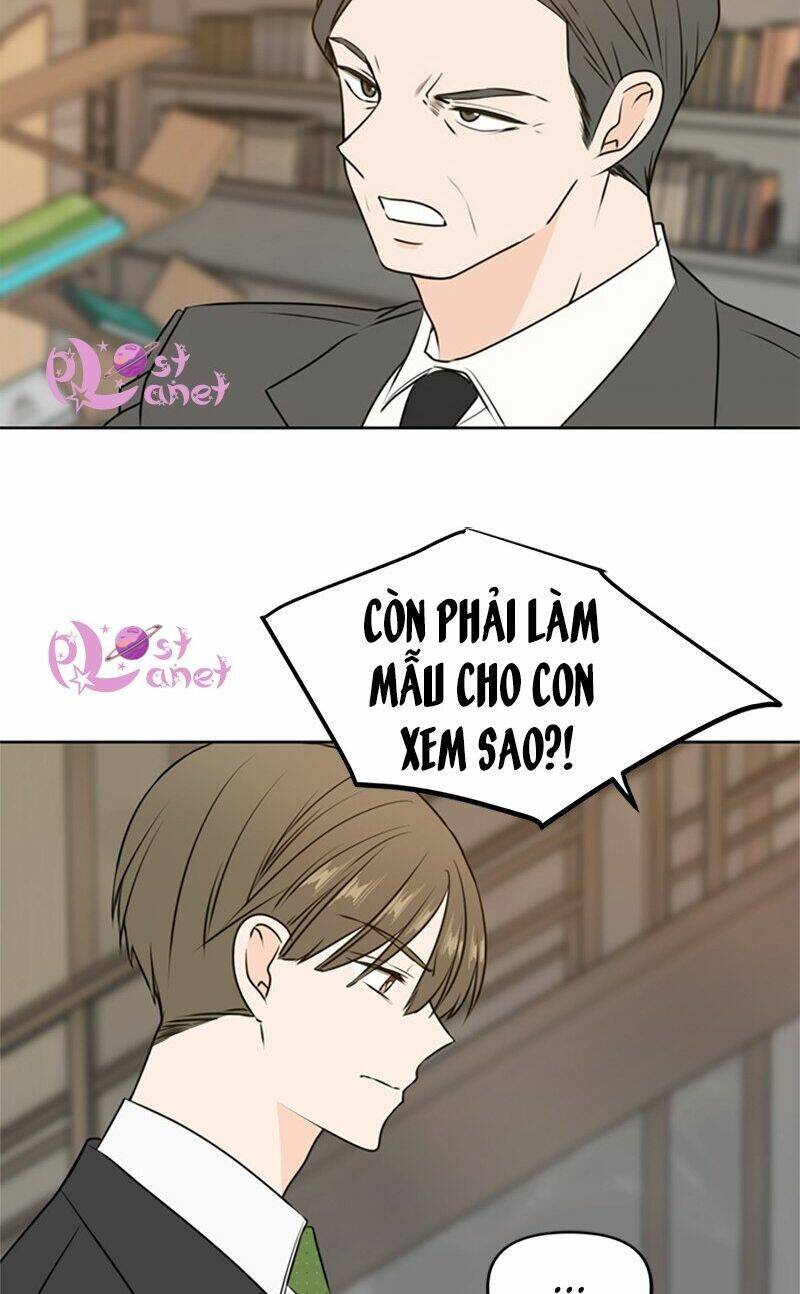 Lost
Planet
CÒN PHẢI LÀM
MẪU CHO CON
XEM SAO?!
Lost
Planet
...